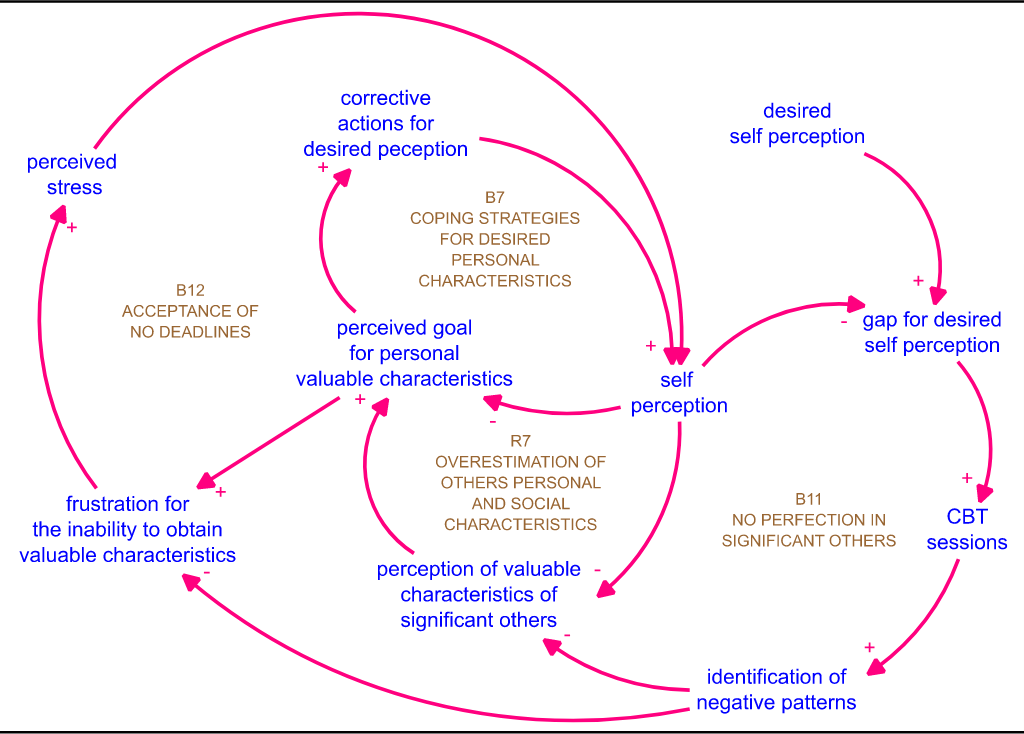 corrective
actions for
desired peception
desired
self perception
perceived
stress
+
+
B7
COPING STRATEGIES
FOR DESIRED
PERSONAL
CHARACTERISTICS
B12
ACCEPTANCE OF
NO DEADLINES
+
-
gap for desired
self perception
perceived goal
for personal
valuable characteristics
+
self
perception
+
-
R7
OVERESTIMATION OF
OTHERS PERSONAL
AND SOCIAL
CHARACTERISTICS
+
frustration for
the inability to obtain
valuable characteristics
-
B11
NO PERFECTION IN
SIGNIFICANT OTHERS
+
CBT
sessions
perception of valuable
characteristics of
significant others
-
-
+
identification of
negative patterns